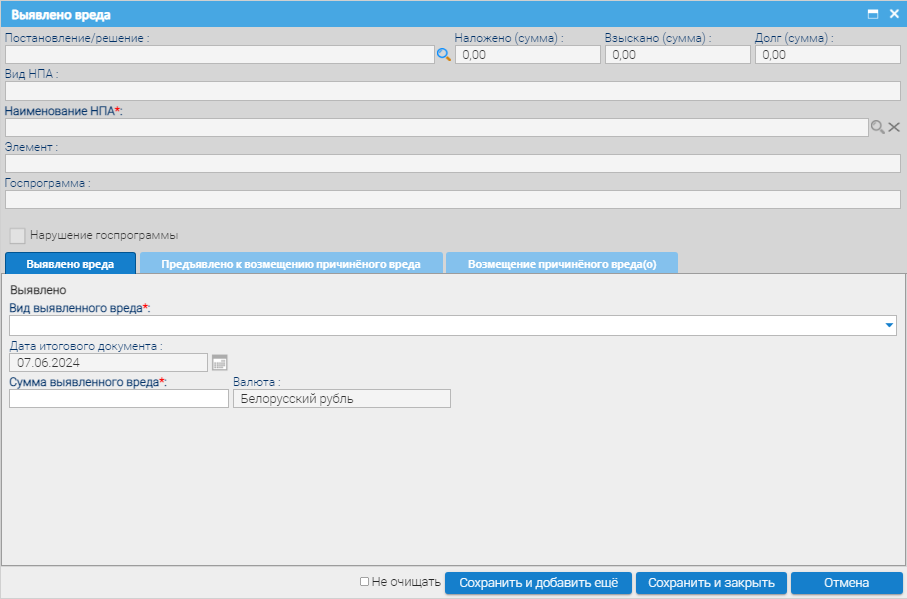 Выявлено вреда
Постановление/решение : Наложено (сумма) : Взыскано (сумма) : Долг (сумма) :
0,00 0,00 0,00
Вид НПА :
Наименование НПА*:
Элемент :
Госпрограмма :
Нарушение госпрограммы
Выявлено вреда Предъявлено к возмещению причинёного вреда Возмещение причинёного вреда(о)
Выявлено
Вид выявленного вреда*:
Дата итогового документа :
07.06.2024
Сумма выявленного вреда*: Валюта :
Белорусский рубль
Не очищать Сохранить и добавить ещё Сохранить и закрыть Отмена